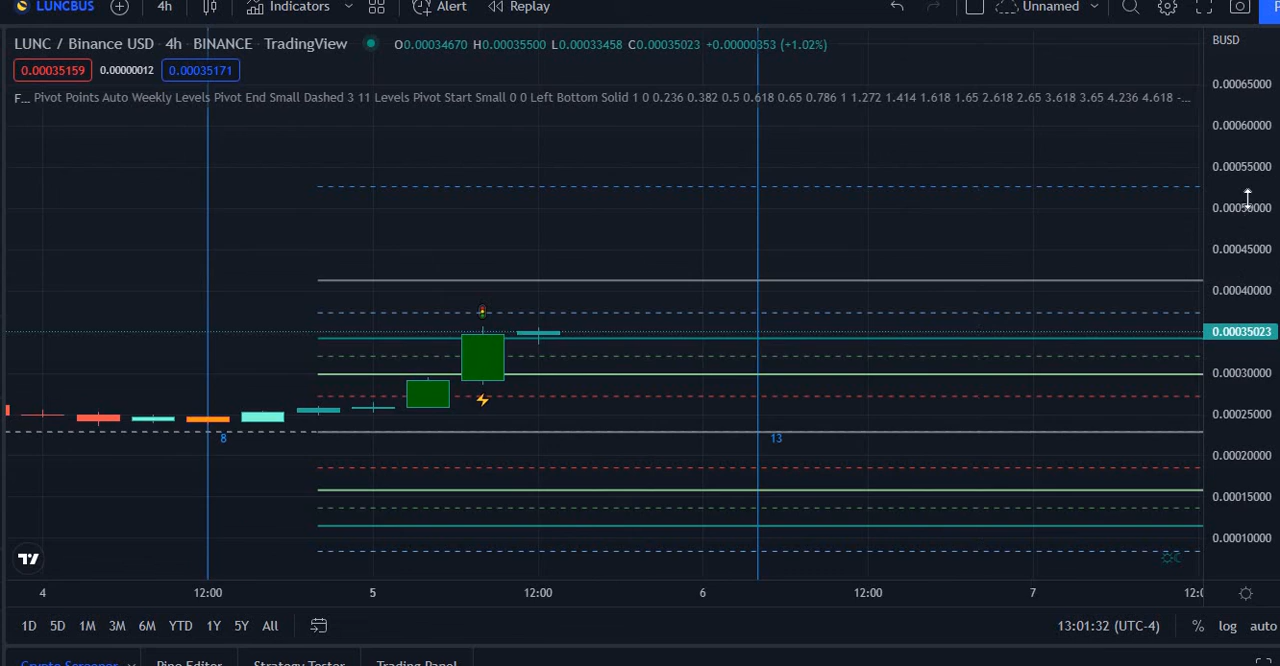 LUNCBUS 4h Indicators Alert Replay Unnamed
LUNC / Binance USD 4h BINANCE TradingView O0.00034670 H0.00035500 L0.00033458 C0.00035023 +0.00000353 (+1.02%)
BUSD
0.00035159 0.00000012 0.00035171
F... Pivot Points Auto Weekly Levels Pivot End Small Dashed 3 11 Levels Pivot Start Small 0 0 Left Bottom Solid 1 0 0.236 0.382 0.5 0.618 0.65 0.786 1 1.272 1.414 1.618 1.65 2.618 2.65 3.618 3.65 4.236 4.618 -...
0.00065000
0.00060000
0.00055000
0.00050000
0.00045000
0.00040000
0.00035023
0.00030000
0.00025000
8 13
0.00020000
0.00015000
0.00010000
4 12:00 5 12:00 6 12:00 7 12:0
1D 5D 1M 3M 6M YTD 1Y 5Y All 13:01:32 (UTC-4) % log auto
Crypto Screener Pine Editor Strategy Tester Trading Panel